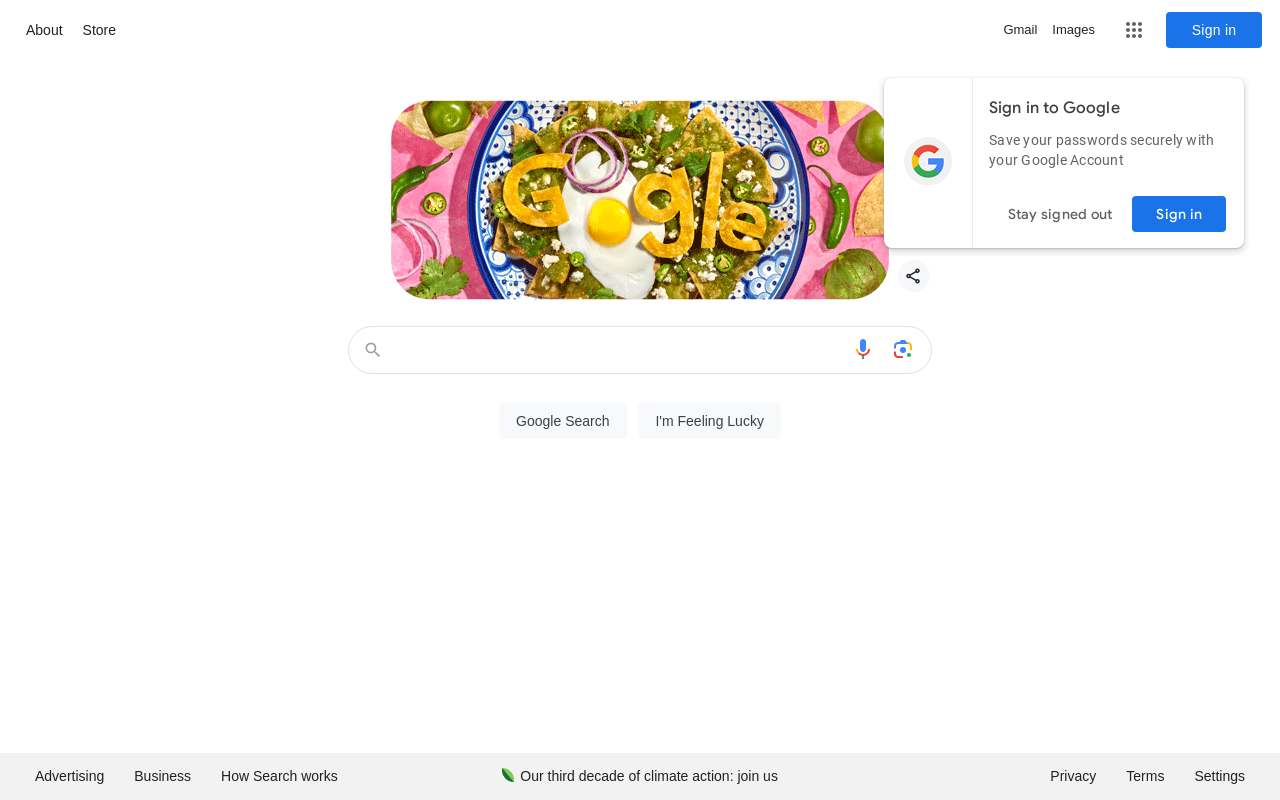 About Store
Gmail Images Sign in
Google
Sign in to Google
Save your passwords securely with
your Google Account
Stay signed out Sign in
Google Search I'm Feeling Lucky
Advertising Business How Search works
Our third decade of climate action: join us
Privacy Terms Settings